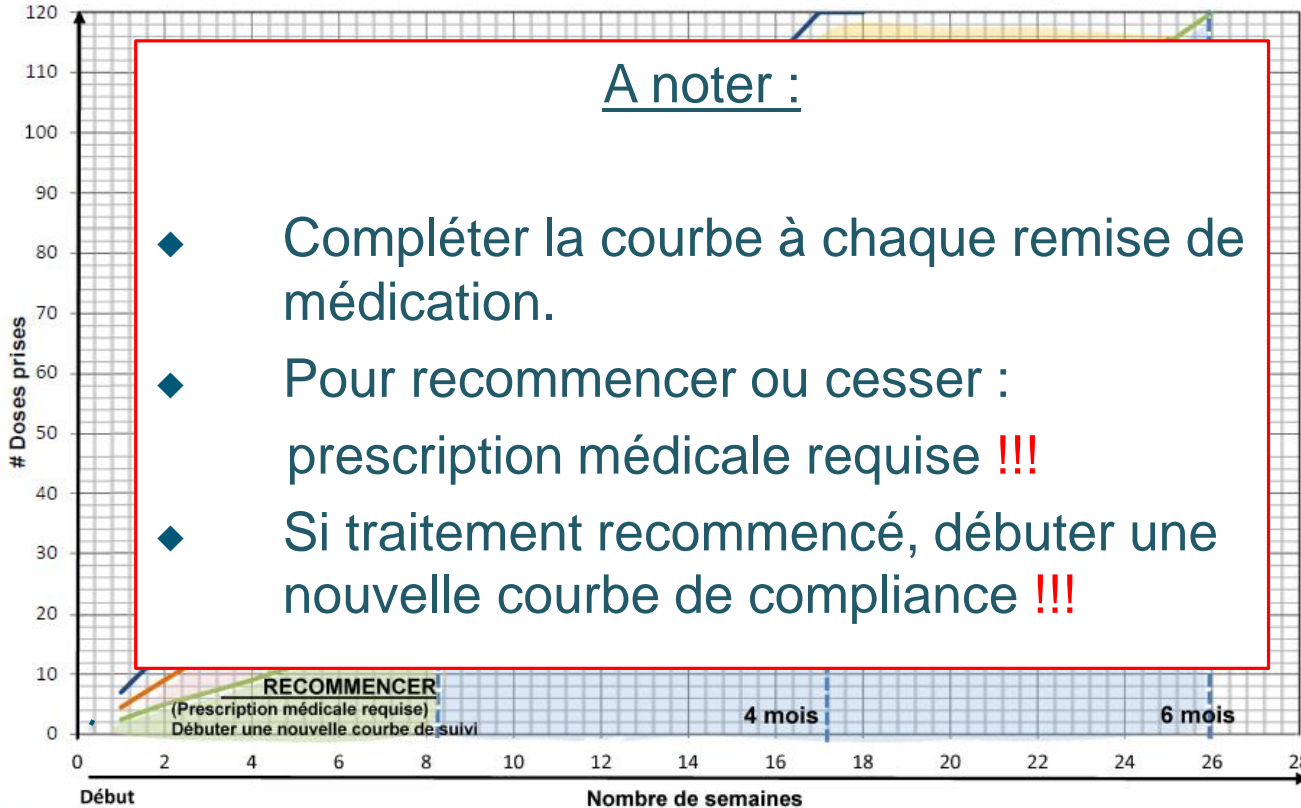 120
110
100
90
80
70
60
50
40
30
20
10
0
# Doses prises
A noter :
◆ Compléter la courbe à chaque remise de
médication.
◆ Pour recommencer ou cesser :
prescription médicale requise !!!
◆ Si traitement recommencé, débuter une
nouvelle courbe de compliance !!!
RECOMMENCER
(Prescription médicale requise)
Débuter une nouvelle courbe de suivi
4 mois
6 mois
0 2 4 6 8 10 12 14 16 18 20 22 24 26 28
Début
Nombre de semaines